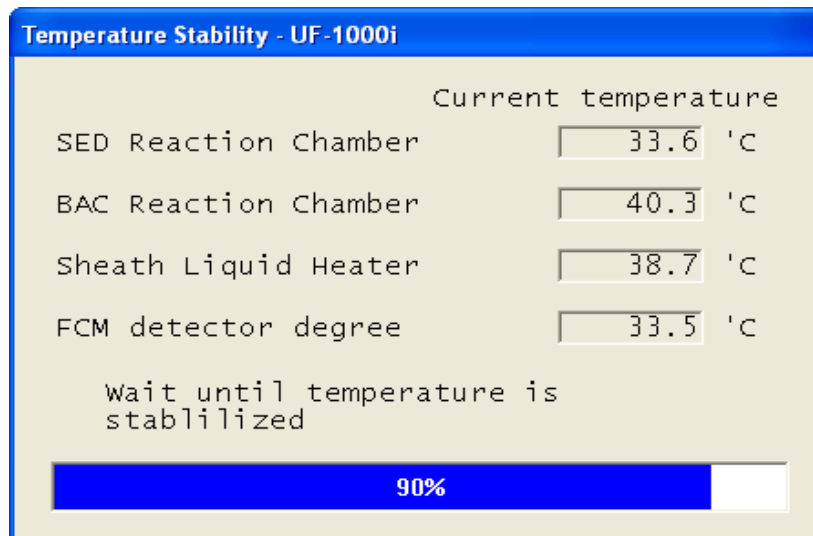 Temperature Stability - UF-1000i
Current temperature
SED Reaction Chamber 33.6 'C
BAC Reaction Chamber 40.3 'C
Sheath Liquid Heater 38.7 'C
FCM detector degree 33.5 'C
Wait until temperature is
stablilized
90%